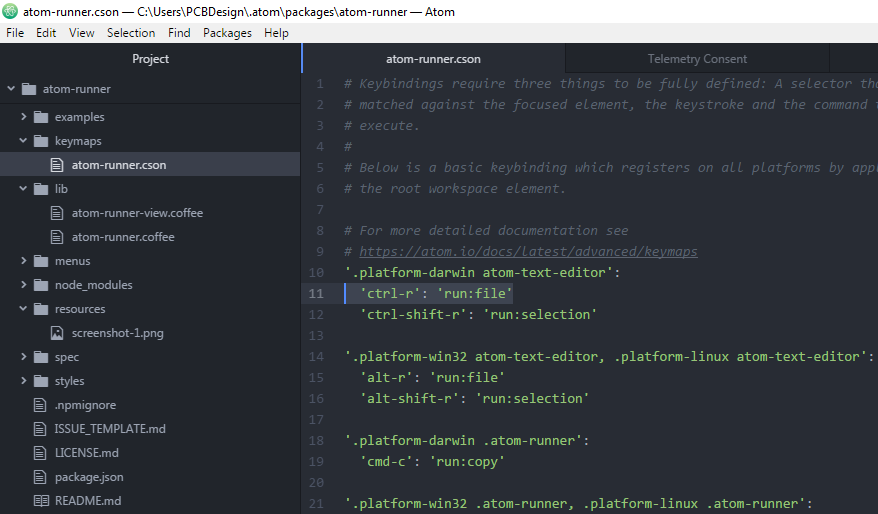 atom-runner.cson — C:\Users\PCBDesign\.atom\packages\atom-runner — Atom
File Edit View Selection Find Packages Help
Project
atom-runner
examples
keymaps
atom-runner.cson
lib
atom-runner-view.coffee
atom-runner.coffee
menus
node_modules
resources
screenshot-1.png
spec
styles
.npmignore
ISSUE_TEMPLATE.md
LICENSE.md
package.json
README.md
atom-runner.cson
Telemetry Consent
1 # Keybindings require three things to be fully defined: A selector
2 # matched against the focused element, the keystroke and the command
3 # execute.
4 #
5 # Below is a basic keybinding which registers on all platforms by
6 # the root workspace element.
7
8 # For more detailed documentation see
9 # https://atom.io/docs/latest/advanced/keymaps
10 '.platform-darwin atom-text-editor':
11 'ctrl-r': 'run:file'
12 'ctrl-shift-r': 'run:selection'
13
14 '.platform-win32 atom-text-editor, .platform-linux atom-text-editor':
15 'alt-r': 'run:file'
16 'alt-shift-r': 'run:selection'
17
18 '.platform-darwin .atom-runner':
19 'cmd-c': 'run:copy'
20
21 '.platform-win32 .atom-runner, .platform-linux .atom-runner':